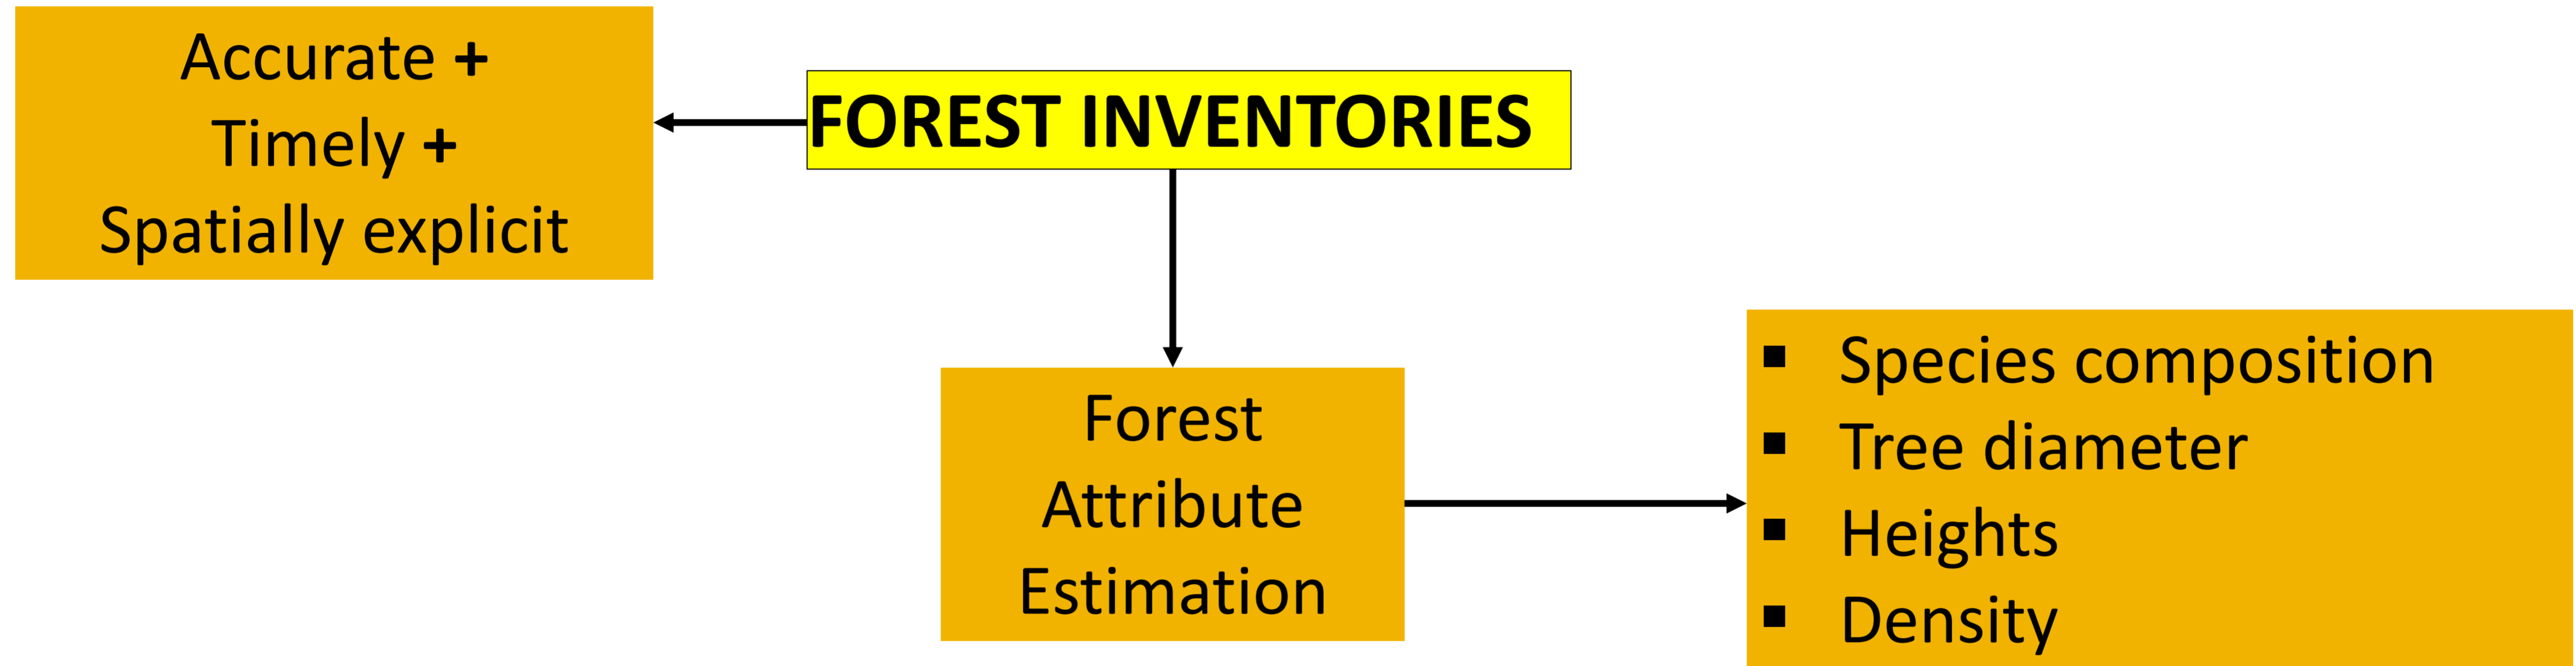 Accurate +
Timely +
Spatially explicit
FOREST INVENTORIES
Forest
Attribute
Estimation
▪ Species composition
▪ Tree diameter
▪ Heights
▪ Density